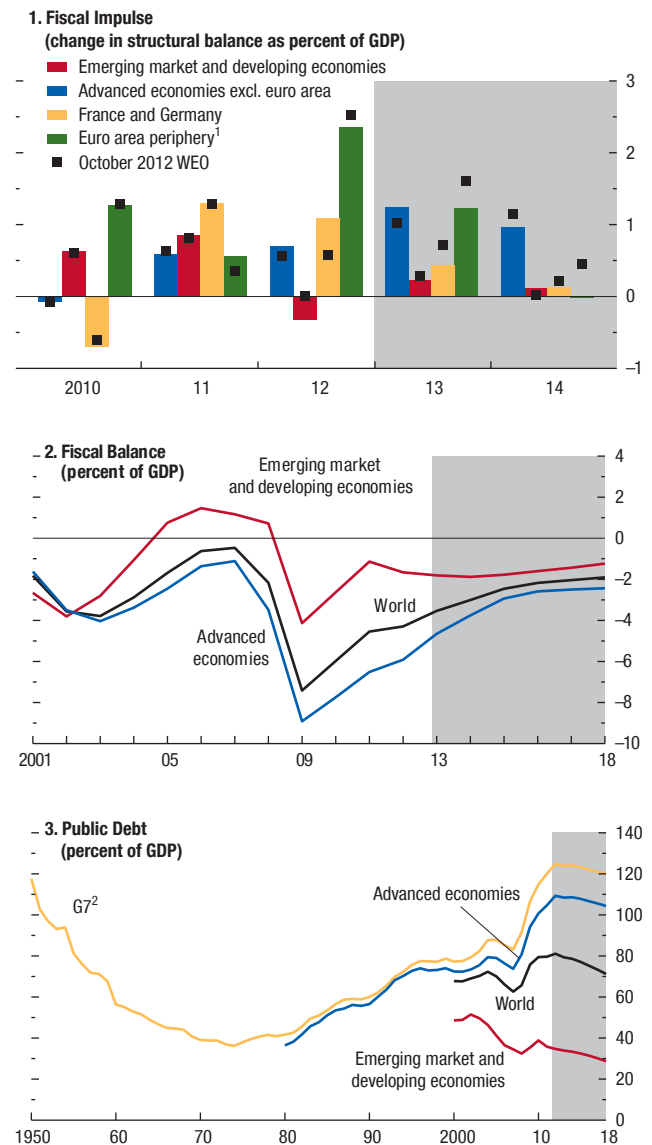 1. Fiscal Impulse
(change in structural balance as percent of GDP)
Emerging market and developing economies
Advanced economies excl. euro area
France and Germany
Euro area periphery¹
October 2012 WEO
3
2
1
0
–1
2010 11 12 13 14
2. Fiscal Balance
(percent of GDP)
Emerging market
and developing economies
World
Advanced
economies
4
2
0
–2
–4
–6
–8
–10
2001 05 09 13 18
3. Public Debt
(percent of GDP)
G7²
Advanced economies
World
Emerging market and
developing economies
140
120
100
80
60
40
20
0
1950 60 70 80 90 2000 10 18